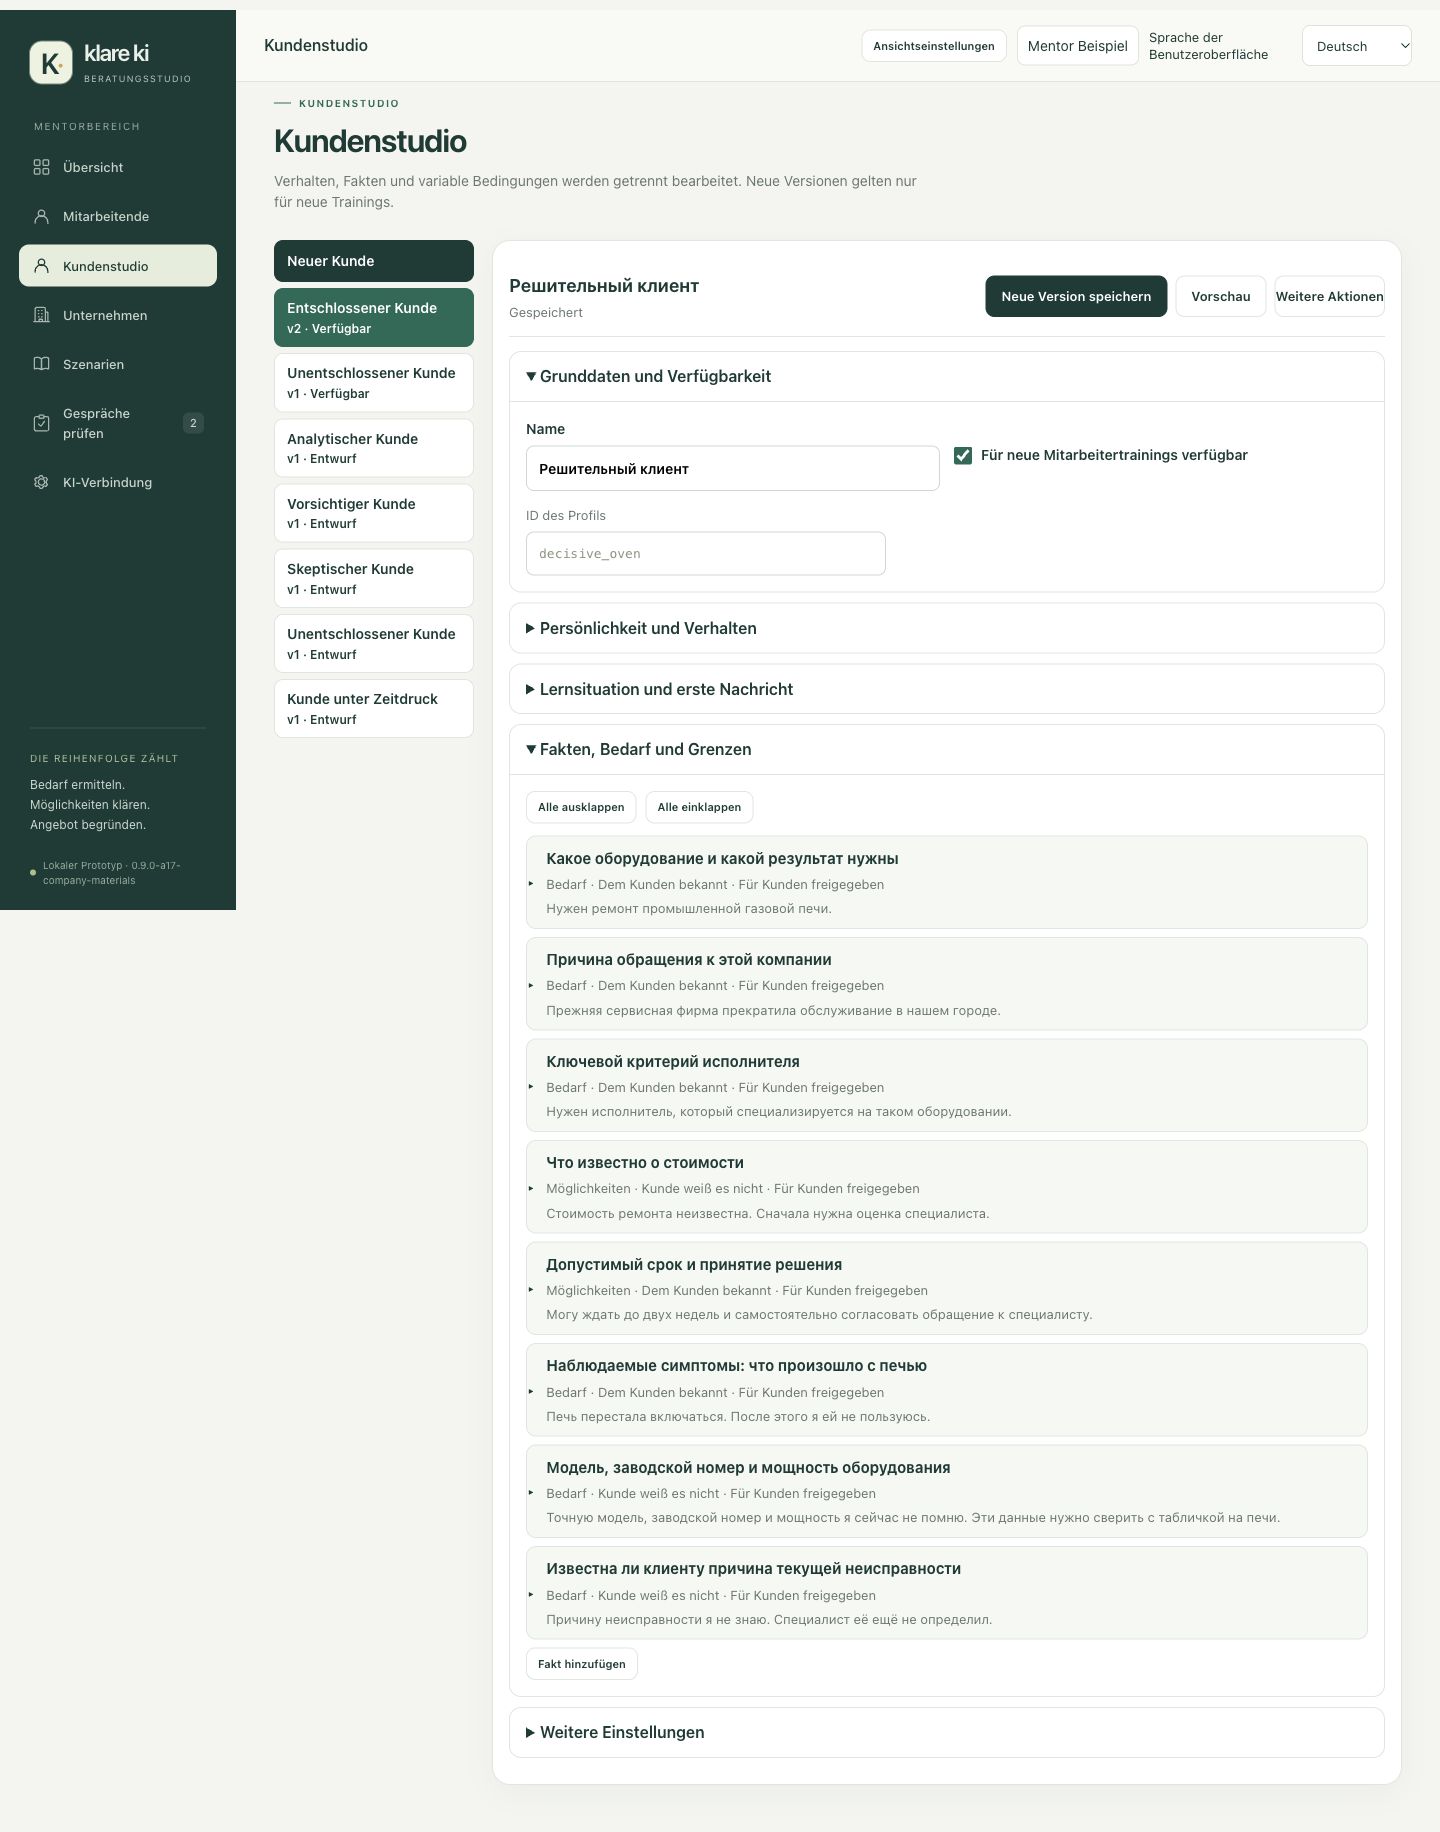 klare ki
BERATUNGSSTUDIO
MENTORBEREICH
Übersicht
Mitarbeitende
Kundenstudio
Unternehmen
Szenarien
Gespräche
prüfen
2
KI-Verbindung
DIE REIHENFOLGE ZÄHLT
Bedarf ermitteln.
Möglichkeiten klären.
Angebot begründen.
Lokaler Prototyp · 0.9.0-a17-
company-materials
Kundenstudio
Ansichtseinstellungen
Mentor Beispiel
Sprache der
Benutzeroberfläche
Deutsch
KUNDENSTUDIO
Kundenstudio
Verhalten, Fakten und variable Bedingungen werden getrennt bearbeitet. Neue Versionen gelten nur
für neue Trainings.
Neuer Kunde
Entschlossener Kunde
v2 · Verfügbar
Unentschlossener Kunde
v1 · Verfügbar
Analytischer Kunde
v1 · Entwurf
Vorsichtiger Kunde
v1 · Entwurf
Skeptischer Kunde
v1 · Entwurf
Unentschlossener Kunde
v1 · Entwurf
Kunde unter Zeitdruck
v1 · Entwurf
Решительный клиент
Gespeichert
Neue Version speichern
Vorschau
Weitere Aktionen
Grunddaten und Verfügbarkeit
Name
Решительный клиент
Für neue Mitarbeitertrainings verfügbar
ID des Profils
decisive_oven
Persönlichkeit und Verhalten
Lernsituation und erste Nachricht
Fakten, Bedarf und Grenzen
Alle ausklappen
Alle einklappen
Какое оборудование и какой результат нужны
Bedarf · Dem Kunden bekannt · Für Kunden freigegeben
Нужен ремонт промышленной газовой печи.
Причина обращения к этой компании
Bedarf · Dem Kunden bekannt · Für Kunden freigegeben
Прежняя сервисная фирма прекратила обслуживание в нашем городе.
Ключевой критерий исполнителя
Bedarf · Dem Kunden bekannt · Für Kunden freigegeben
Нужен исполнитель, который специализируется на таком оборудовании.
Что известно о стоимости
Möglichkeiten · Kunde weiß es nicht · Für Kunden freigegeben
Стоимость ремонта неизвестна. Сначала нужна оценка специалиста.
Допустимый срок и принятие решения
Möglichkeiten · Dem Kunden bekannt · Für Kunden freigegeben
Могу ждать до двух недель и самостоятельно согласовать обращение к специалисту.
Наблюдаемые симптомы: что произошло с печью
Bedarf · Dem Kunden bekannt · Für Kunden freigegeben
Печь перестала включаться. После этого я ей не пользуюсь.
Модель, заводской номер и мощность оборудования
Bedarf · Kunde weiß es nicht · Für Kunden freigegeben
Точную модель, заводской номер и мощность я сейчас не помню. Эти данные нужно сверить с табличкой на печи.
Известна ли клиенту причина текущей неисправности
Bedarf · Kunde weiß es nicht · Für Kunden freigegeben
Причину неисправности я не знаю. Специалист её ещё не определил.
Fakt hinzufügen
Weitere Einstellungen